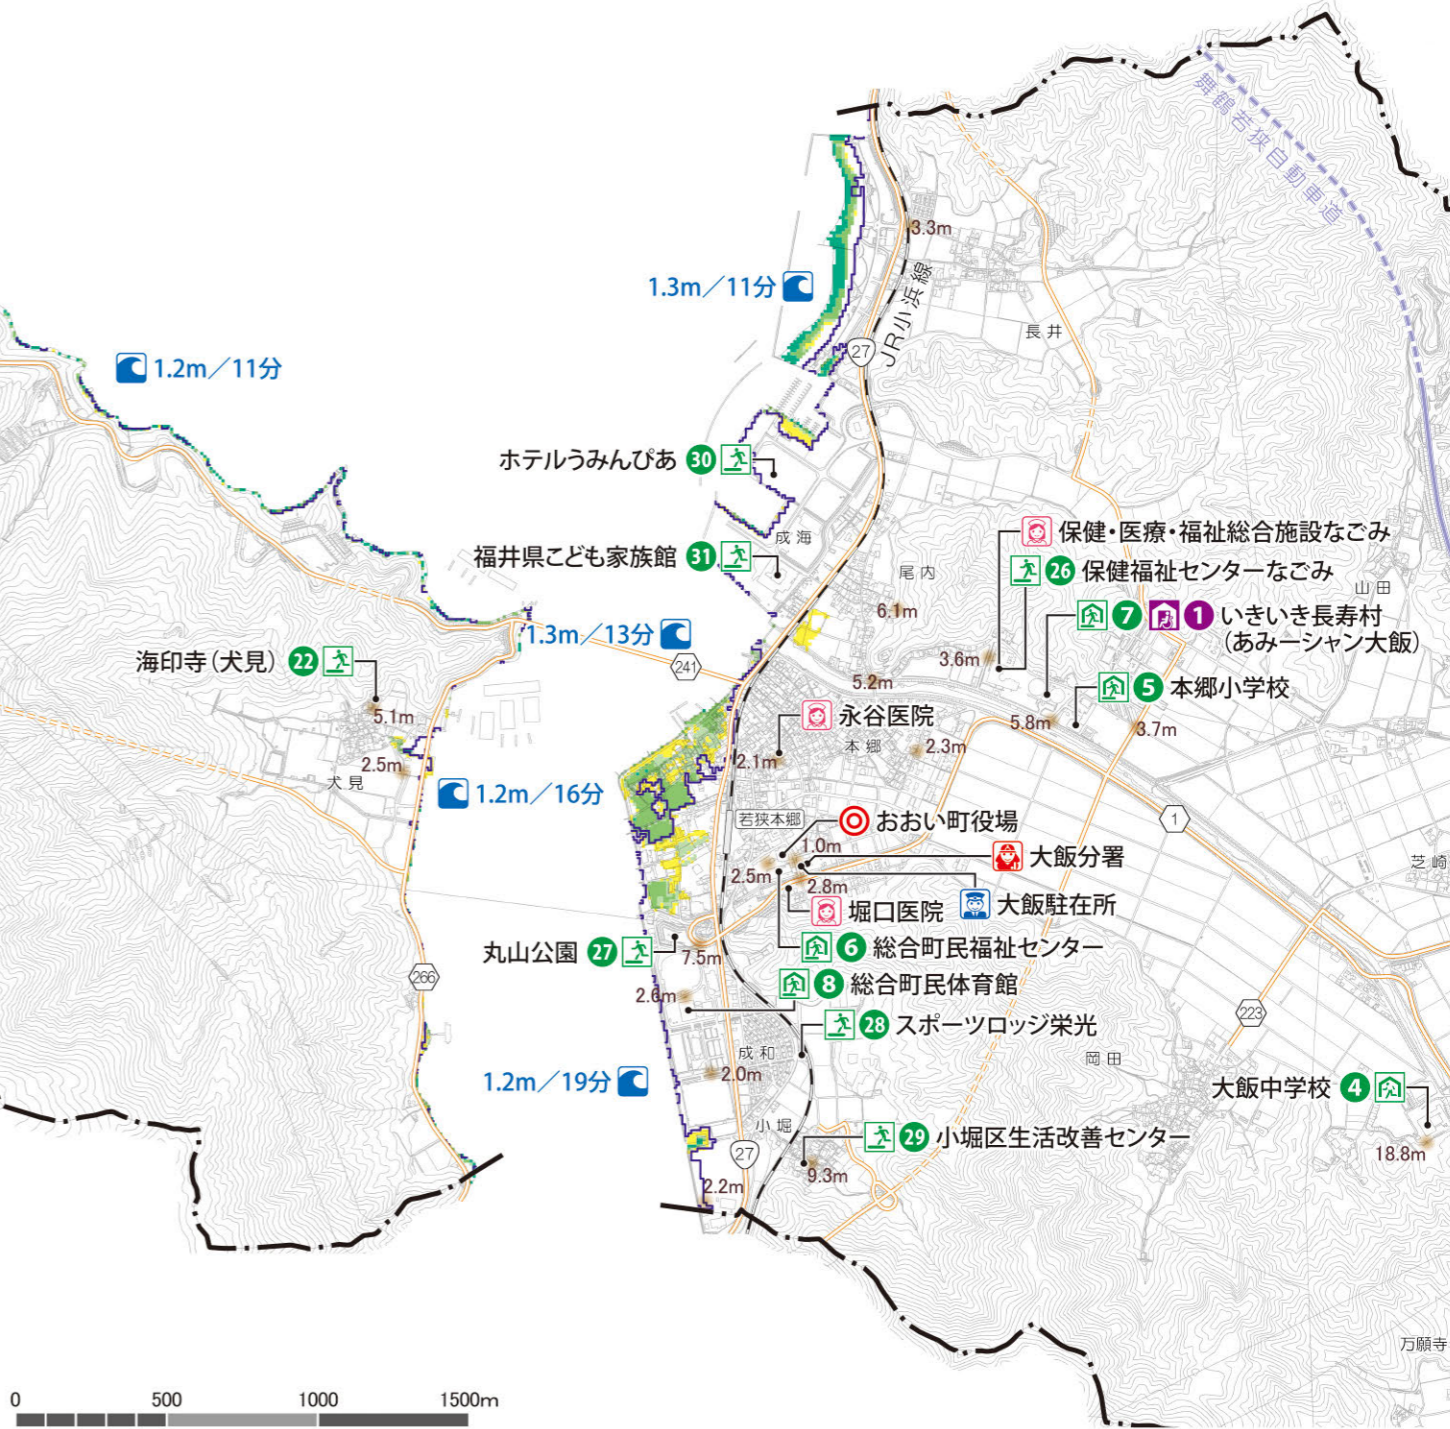 舞鶴若狭自動車道
3.3m
JR小浜線
1.3m／11分
長井
27
1.2m／11分
ホテルうみんぴあ 30
成海
保健・医療・福祉総合施設なごみ
福井県こども家族館 31
26 保健福祉センターなごみ
尾内
山田
6.1m
7 1 いきいき長寿村
(あみーシャン大飯)
1.3m／13分
海印寺(犬見) 22
241
3.6m
5.2m
5 本郷小学校
5.1m
永谷医院
5.8m
3.7m
本郷
2.3m
2.1m
2.5m
犬見
1.2m／16分
若狭本郷
おおい町役場
1
1.0m
大飯分署
芝崎
2.5m
2.8m
堀口医院
大飯駐在所
丸山公園 27
7.5m
6 総合町民福祉センター
266
2.6m
8 総合町民体育館
223
28 スポーツロッジ栄光
成和
岡田
1.2m／19分
2.0m
大飯中学校 4
小堀
29 小堀区生活改善センター
27
18.8m
9.3m
2.2m
万願寺
0 500 1000 1500m